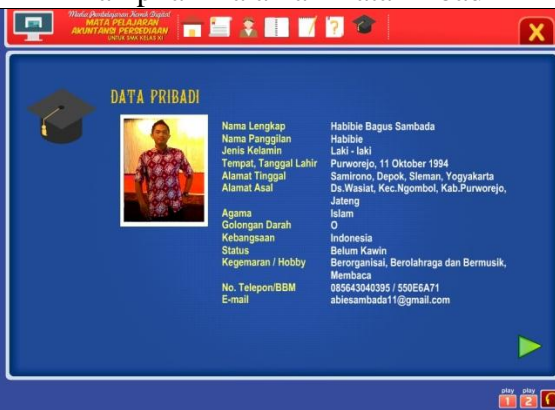 Media Pembelajaran Komik Digital
MATA PELAJARAN
AKUNTANSI PERSEDIAAN
UNTUK SMK KELAS XI
X
DATA PRIBADI
Nama Lengkap Habibie Bagus Sambada
Nama Panggilan Habibie
Jenis Kelamin Laki - laki
Tempat, Tanggal Lahir Purworejo, 11 Oktober 1994
Alamat Tinggal Samirono, Depok, Sleman, Yogyakarta
Alamat Asal Ds.Wasiat, Kec.Ngombol, Kab.Purworejo,
Jateng
Agama Islam
Golongan Darah O
Kebangsaan Indonesia
Status Belum Kawin
Kegemaran / Hobby Berorganisai, Berolahraga dan Bermusik,
Membaca
No. Telepon/BBM 085643040395 / 550E6A71
E-mail abiesambada11@gmail.com
play play
1 2